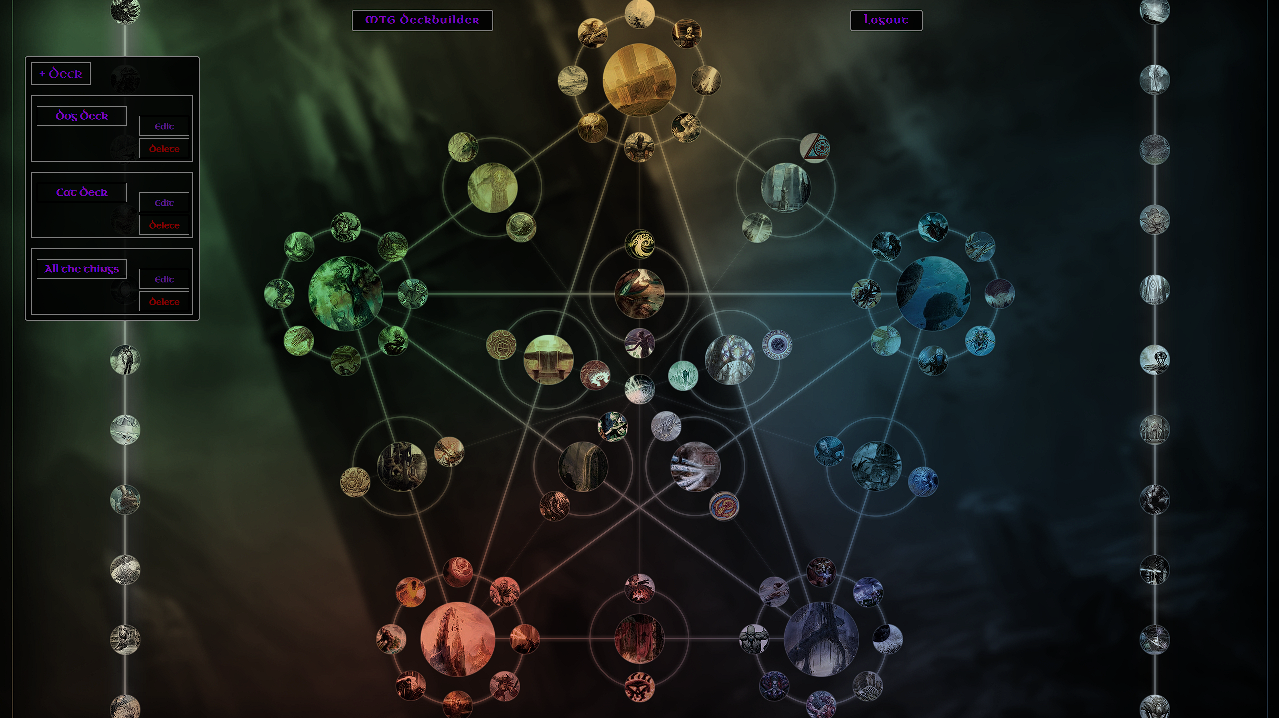 MTG Deckbuilder
Logout
+ Deck
Dog Deck
Edit
Delete
Cat Deck
Edit
Delete
All the things
Edit
Delete